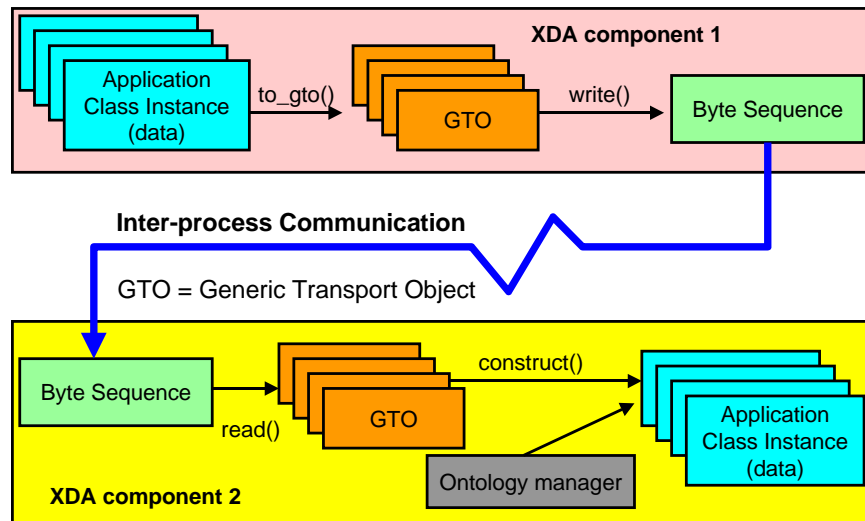 XDA component 1
Application
Class Instance
(data)
to_gto()
GTO
write()
Byte Sequence
Inter-process Communication
GTO = Generic Transport Object
Byte Sequence
read()
GTO
construct()
Application
Class Instance
(data)
Ontology manager
XDA component 2